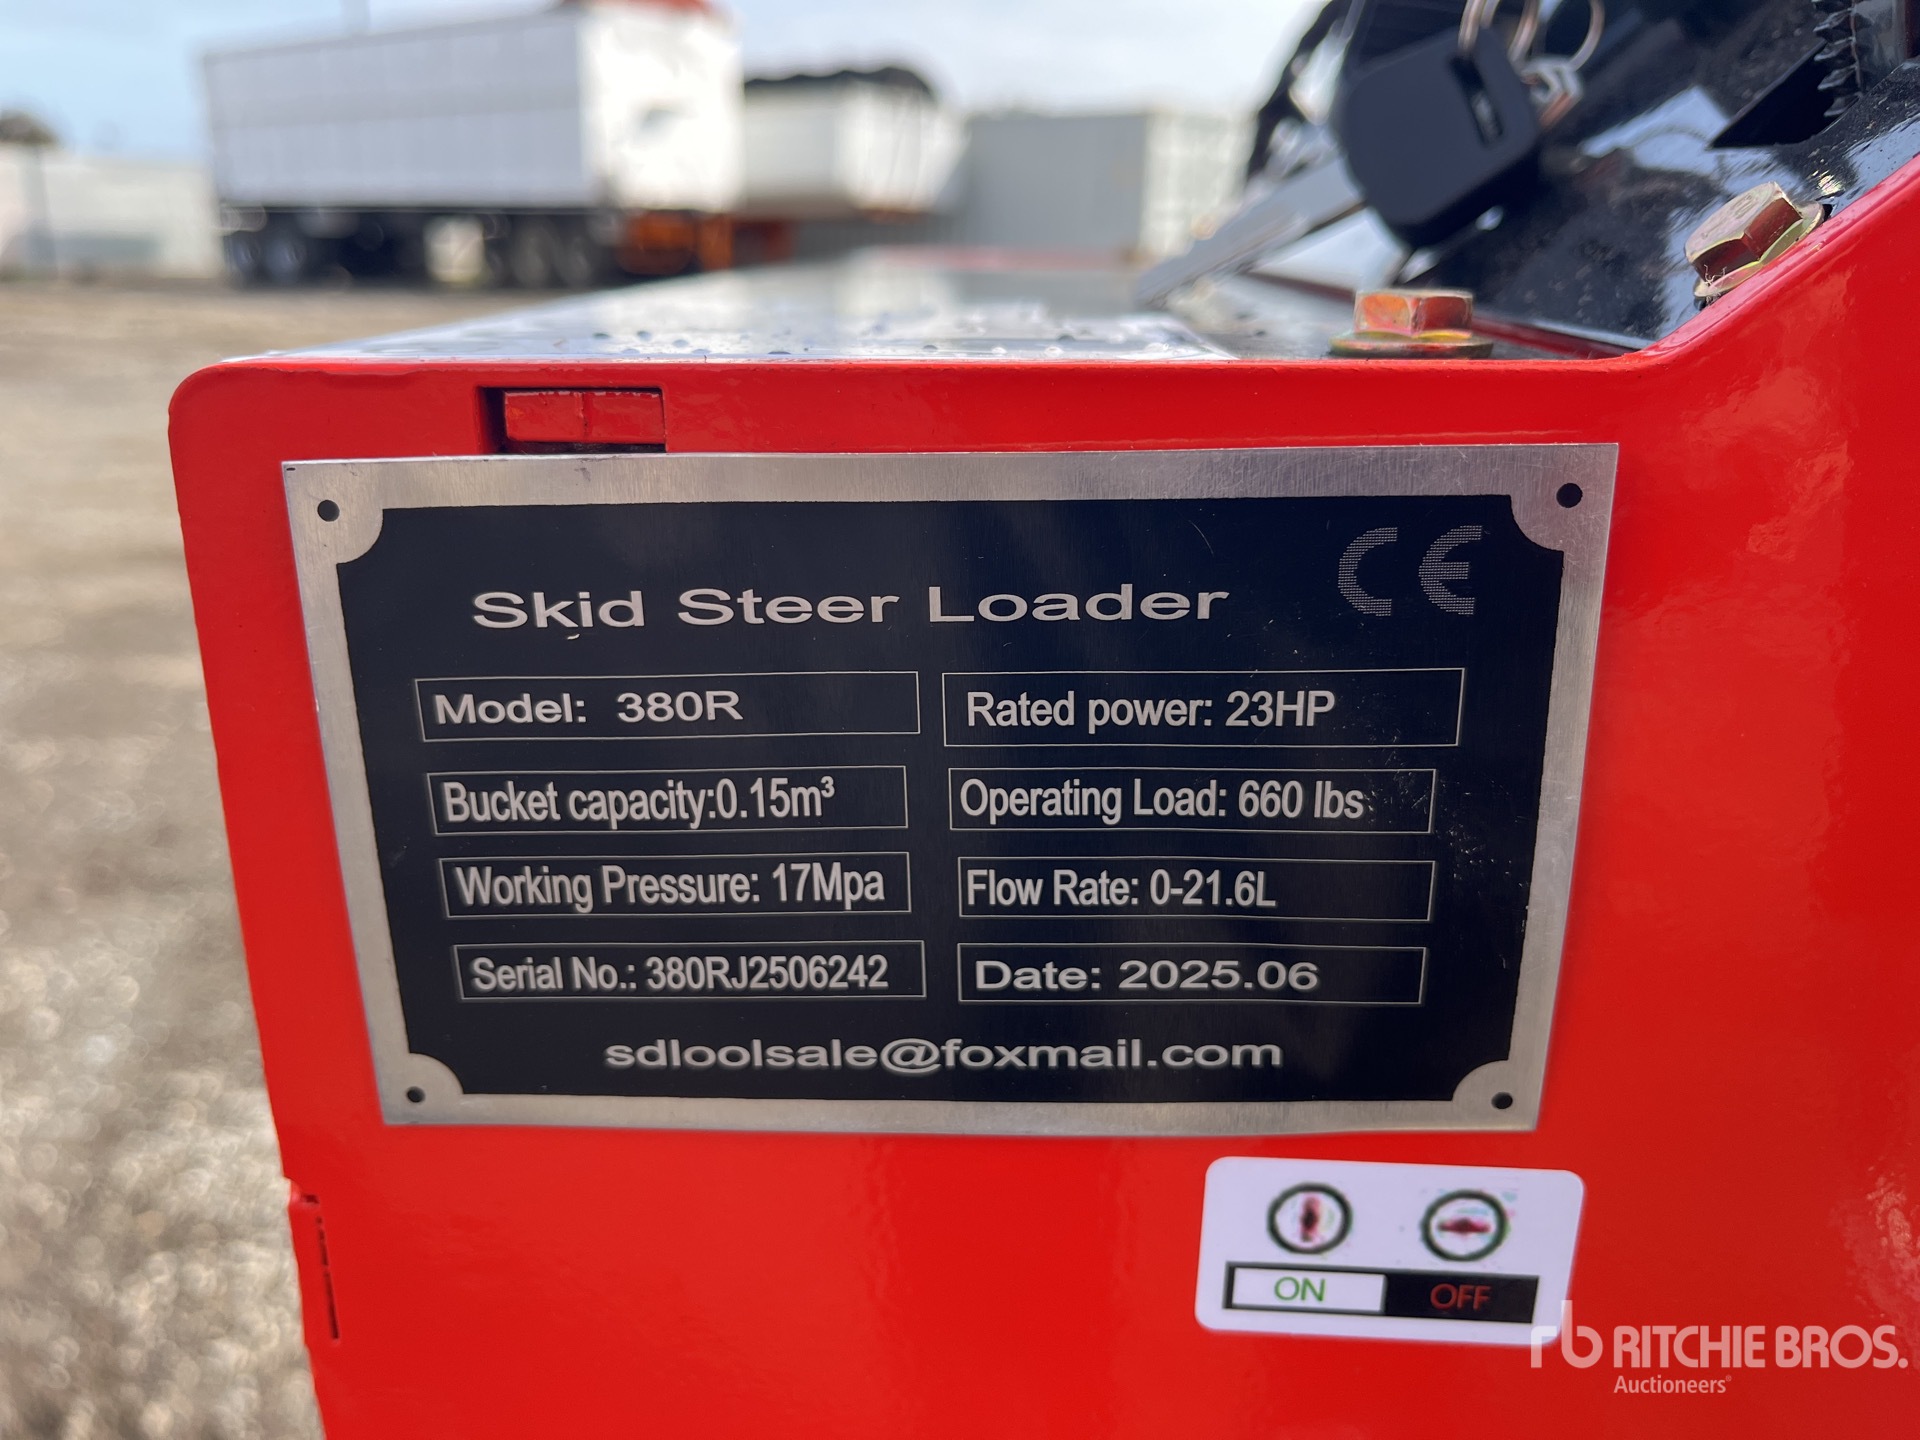 CE
Skid Steer Loader
Model: 380R
Rated power: 23HP
Bucket capacity:0.15m³
Operating Load: 660 lbs
Working Pressure: 17Mpa
Flow Rate: 0-21.6L
Serial No.: 380RJ2506242
Date: 2025.06
sdloolsale@foxmail.com
ON OFF
rb RITCHIE BROS.
Auctioneers®